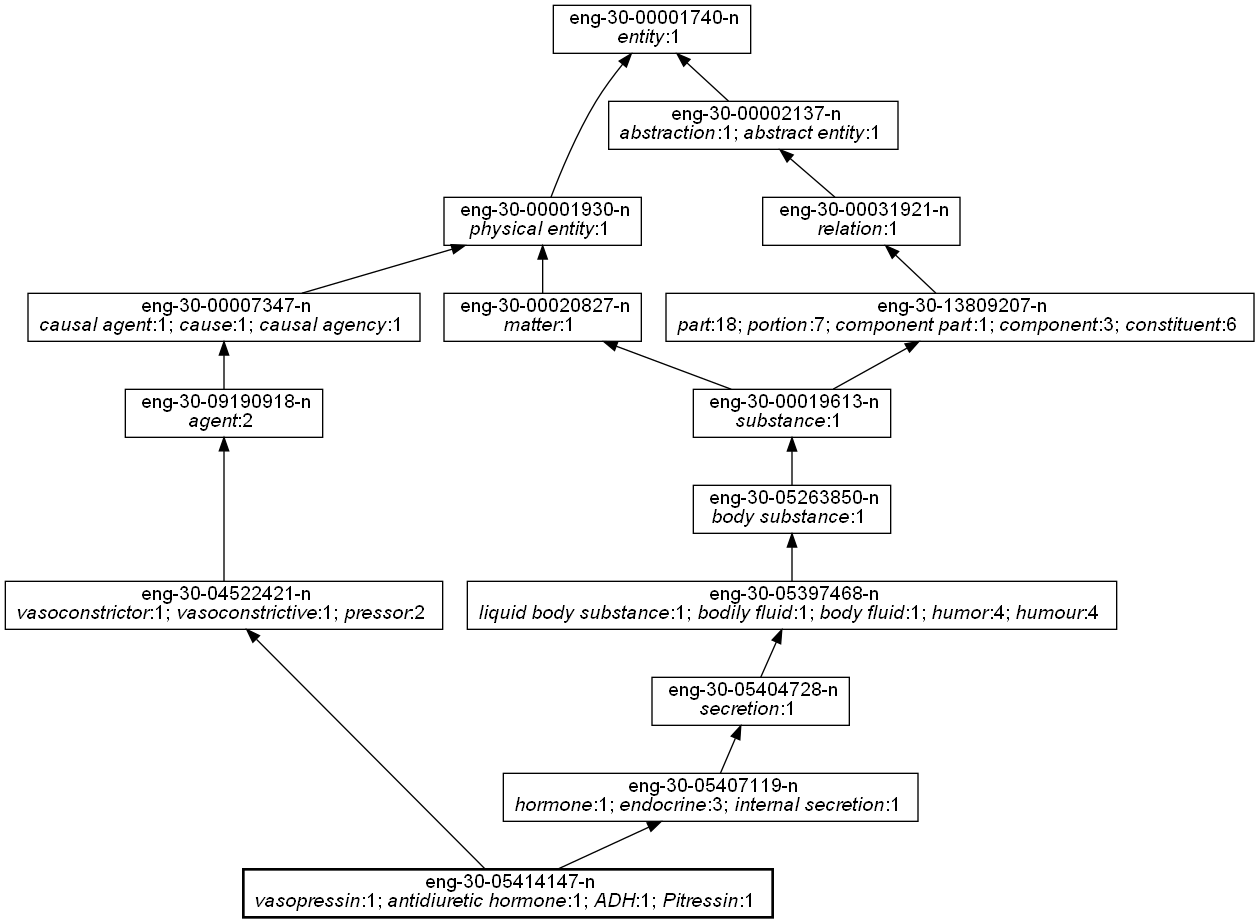 eng-30-00001740-n
entity:1
eng-30-00002137-n
abstraction:1; abstract entity:1
eng-30-00001930-n
physical entity:1
eng-30-00031921-n
relation:1
eng-30-00007347-n
causal agent:1; cause:1; causal agency:1
eng-30-00020827-n
matter:1
eng-30-13809207-n
part:18; portion:7; component part:1; component:3; constituent:6
eng-30-09190918-n
agent:2
eng-30-00019613-n
substance:1
eng-30-05263850-n
body substance:1
eng-30-04522421-n
vasoconstrictor:1; vasoconstrictive:1; pressor:2
eng-30-05397468-n
liquid body substance:1; bodily fluid:1; body fluid:1; humor:4; humour:4
eng-30-05404728-n
secretion:1
eng-30-05407119-n
hormone:1; endocrine:3; internal secretion:1
eng-30-05414147-n
vasopressin:1; antidiuretic hormone:1; ADH:1; Pitressin:1